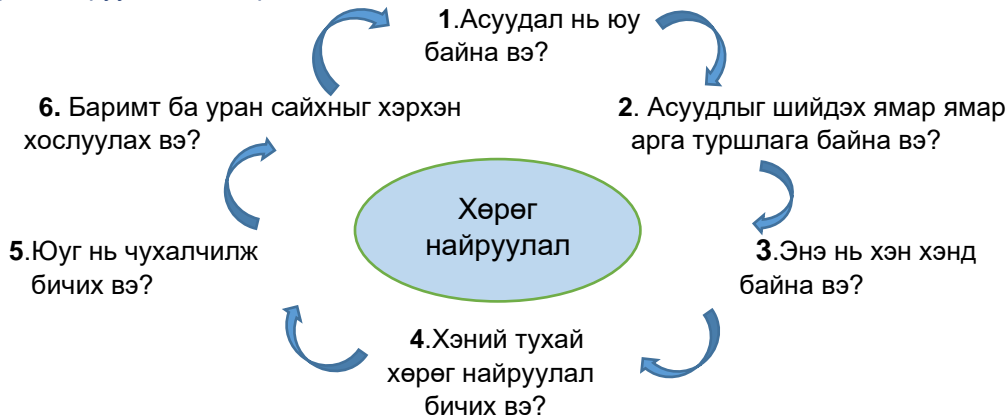 1.Асуудал нь юу
байна вэ?
2. Асуудлыг шийдэх ямар ямар
арга туршлага байна вэ?
3.Энэ нь хэн хэнд
байна вэ?
4.Хэний тухай
хөрөг найруулал
бичих вэ?
5.Юуг нь чухалчилж
бичих вэ?
6. Баримт ба уран сайхныг хэрхэн
хослуулах вэ?
Хөрөг
найруулал